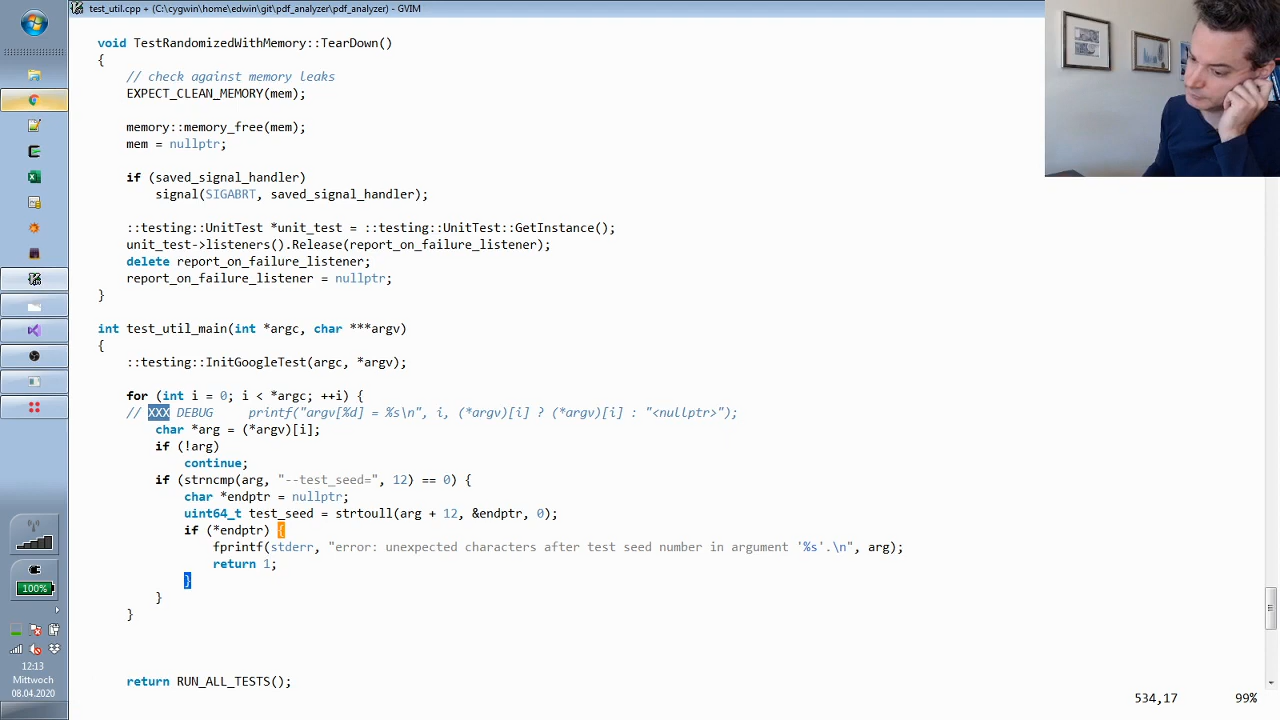 test_util.cpp + (C:\cygwin\home\edwin\git\pdf_analyzer\pdf_analyzer) - GVIM
void TestRandomizedWithMemory::TearDown()
{
    // check against memory leaks
    EXPECT_CLEAN_MEMORY(mem);
    memory::memory_free(mem);
    mem = nullptr;
    if (saved_signal_handler)
        signal(SIGABRT, saved_signal_handler);
    ::testing::UnitTest *unit_test = ::testing::UnitTest::GetInstance();
    unit_test->listeners().Release(report_on_failure_listener);
    delete report_on_failure_listener;
    report_on_failure_listener = nullptr;
}
int test_util_main(int *argc, char ***argv)
{
    ::testing::InitGoogleTest(argc, *argv);
    for (int i = 0; i < *argc; ++i) {
    // XXX DEBUG     printf("argv[%d] = %s\n", i, (*argv)[i] ? (*argv)[i] : "<nullptr>");
        char *arg = (*argv)[i];
        if (!arg)
            continue;
        if (strncmp(arg, "--test_seed=", 12) == 0) {
            char *endptr = nullptr;
            uint64_t test_seed = strtoull(arg + 12, &endptr, 0);
            if (*endptr) {
                fprintf(stderr, "error: unexpected characters after test seed number in argument '%s'.\n", arg);
                return 1;
            }
        }
    }
    return RUN_ALL_TESTS();
534,17
99%
100%
12:13
Mittwoch
08.04.2020